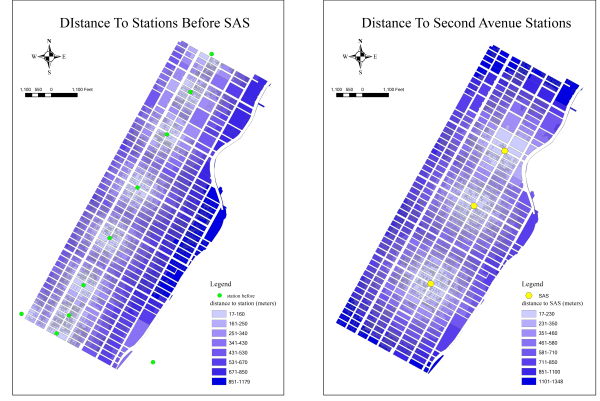 DIstance To Stations Before SAS
N
W E
S
1,100 550 0 1,100 Feet
Legend
station before
distance to station (meters)
17-160
161-250
251-340
341-430
431-530
531-670
671-850
851-1179
Distance To Second Avenue Stations
N
W E
S
1,100 550 0 1,100 Feet
Legend
SAS
distance to SAS (meters)
17-230
231-350
351-460
461-580
581-710
711-850
851-1100
1101-1348